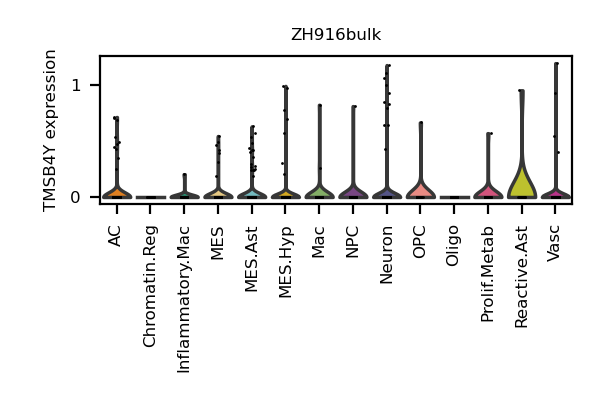 ZH916bulk
TMSB4Y expression
1
0
AC
Chromatin.Reg
Inflammatory.Mac
MES
MES.Ast
MES.Hyp
Mac
NPC
Neuron
OPC
Oligo
Prolif.Metab
Reactive.Ast
Vasc